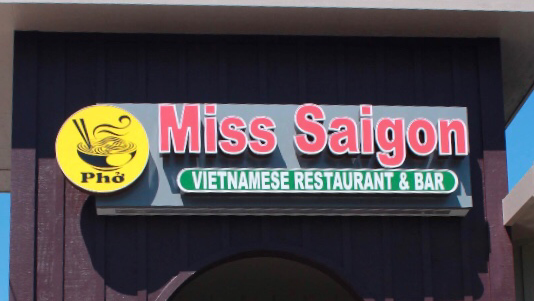 Miss Saigon
Phở
VIETNAMESE RESTAURANT & BAR